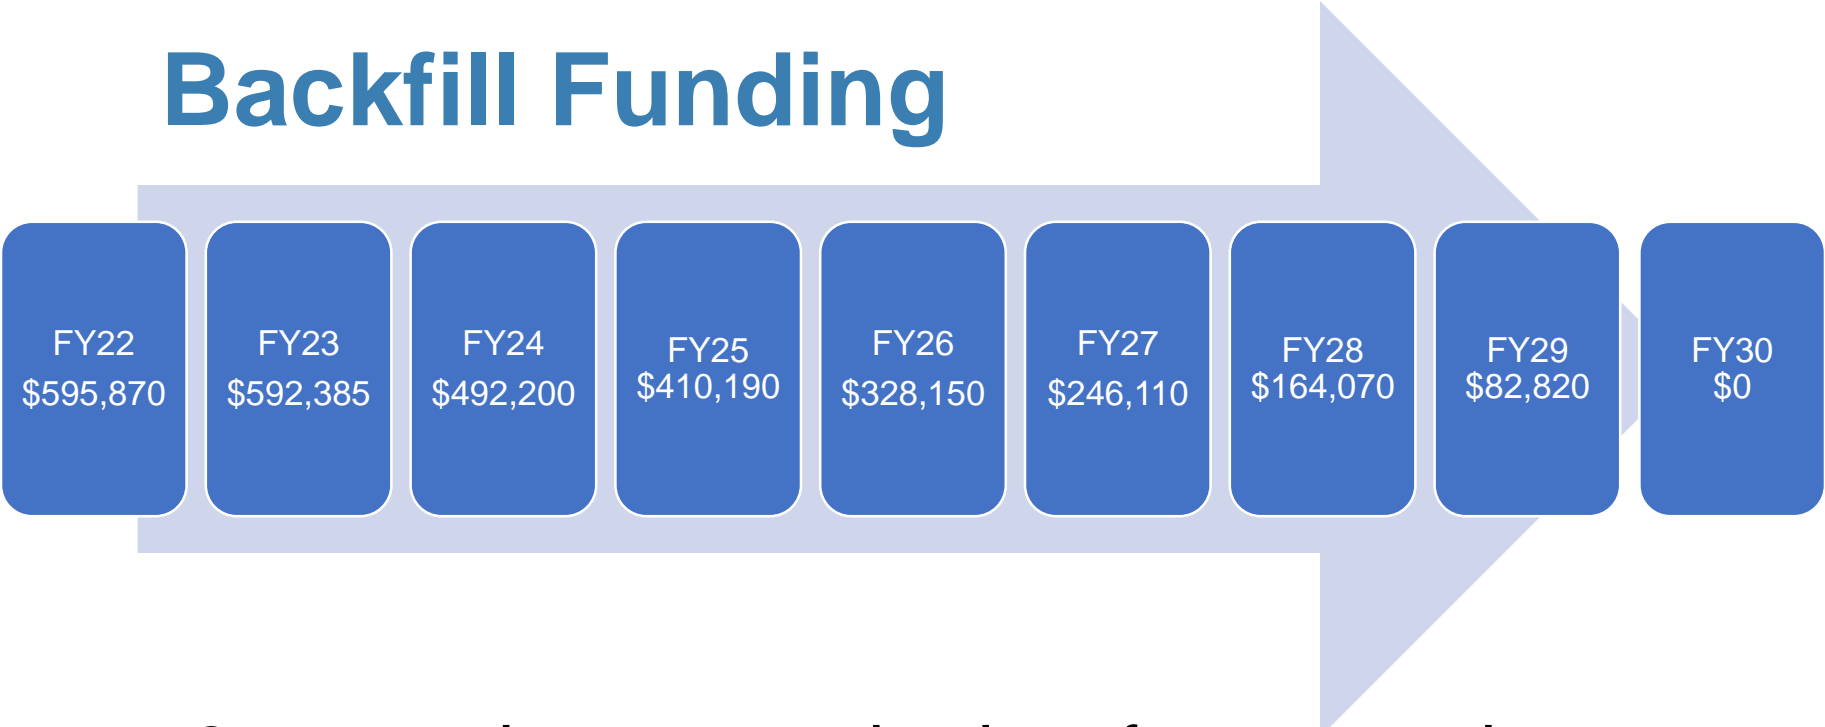 Backfill Funding
FY22
$595,870
FY23
$592,385
FY24
$492,200
FY25
$410,190
FY26
$328,150
FY27
$246,110
FY28
$164,070
FY29
$82,820
FY30
$0